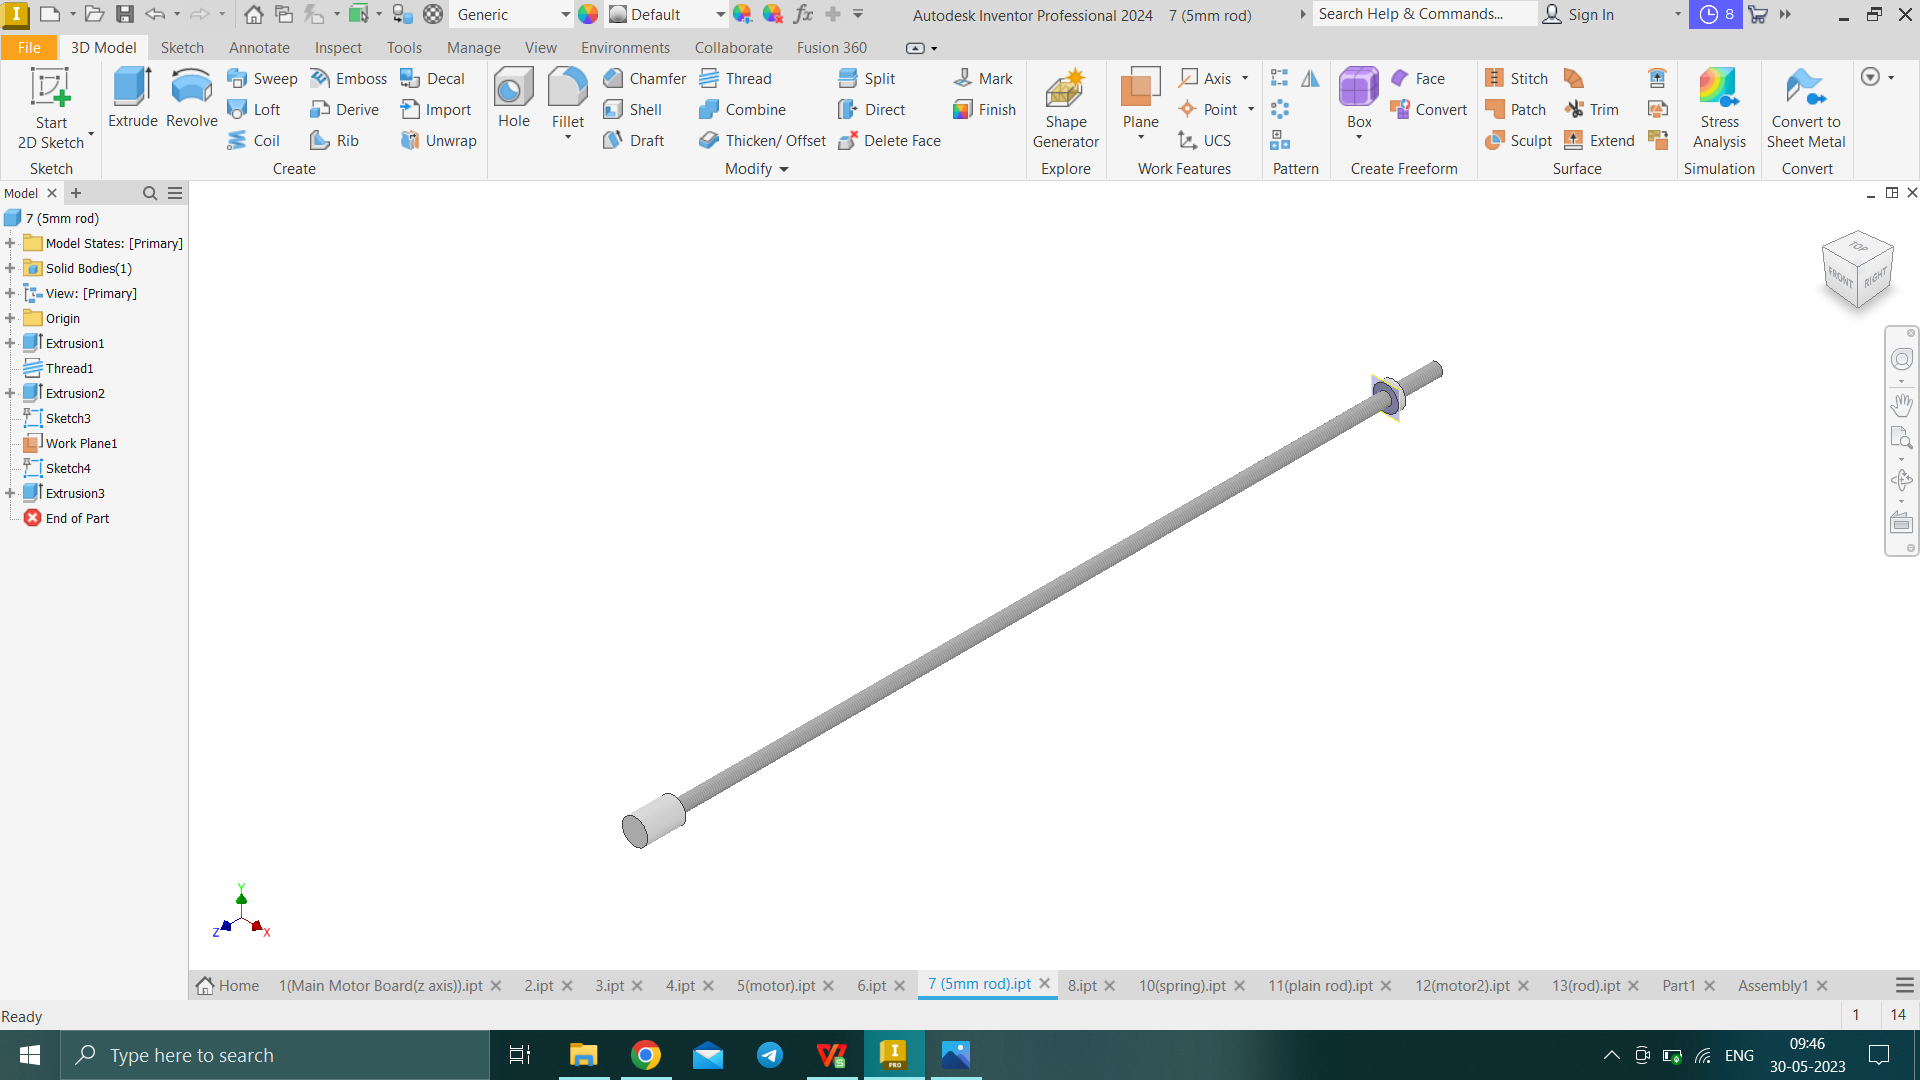 Generic
Default
Autodesk Inventor Professional 2024 7 (5mm rod)
Search Help & Commands...
Sign In
8
File 3D Model Sketch Annotate Inspect Tools Manage View Environments Collaborate Fusion 360
Start
2D Sketch
Sketch
Extrude Revolve
Sweep Emboss Decal
Loft Derive Import
Coil Rib Unwrap
Create
Hole Fillet
Chamfer Thread Split Mark
Shell Combine Direct Finish
Draft Thicken/ Offset Delete Face
Modify
Shape
Generator
Explore
Plane
Axis
Point
UCS
Work Features
Pattern
Box
Face
Convert
Create Freeform
Stitch
Patch Trim
Sculpt Extend
Surface
Stress
Analysis
Simulation
Convert to
Sheet Metal
Convert
Model
7 (5mm rod)
Model States: [Primary]
Solid Bodies(1)
View: [Primary]
Origin
Extrusion1
Thread1
Extrusion2
Sketch3
Work Plane1
Sketch4
Extrusion3
End of Part
TOP
FRONT RIGHT
Y
Z X
Home 1(Main Motor Board(z axis)).ipt 2.ipt 3.ipt 4.ipt 5(motor).ipt 6.ipt 7 (5mm rod).ipt 8.ipt 10(spring).ipt 11(plain rod).ipt 12(motor2).ipt 13(rod).ipt Part1 Assembly1
Ready
1 14
Type here to search
I
PRO
ENG
09:46
30-05-2023